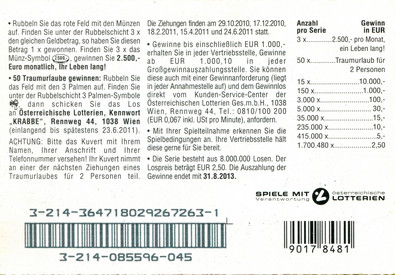 • Rubbeln Sie das rote Feld mit den Münzen
auf. Finden Sie unter der Rubbelschicht 3 x
den gleichen Geldbetrag, so haben Sie diesen
Betrag 1 x gewonnen. Finden Sie 3 x das
Münz-Symbol, gewinnen Sie 2.500,-
Euro monatlich, Ihr Leben lang!
• 50 Traumurlaube gewinnen: Rubbeln Sie
das Feld mit den 3 Palmen auf. Finden Sie
unter der Rubbelschicht 3 Palmen-Symbole
dann schicken Sie das Los
an Österreichische Lotterien, Kennwort
"KRABBE", Rennweg 44, 1038 Wien
(einlangend bis spätestens 23.6.2011).
ACHTUNG: Bitte das Kuvert mit Ihrem
Namen, Ihrer Anschrift und Ihrer
Telefonnummer versehen! Ihr Kuvert nimmt
an einer der nächsten Ziehungen eines
Traumurlaubes für 2 Personen teil.
Die Ziehungen finden am 29.10.2010, 17.12.2010,
18.2.2011, 15.4.2011 und 24.6.2011 statt.
• Gewinne bis einschließlich EUR 1.000,-
erhalten Sie in jeder Vertriebsstelle, Gewinne
ab EUR 1.000,10 in jeder
Großgewinnauszahlungsstelle. Sie können
diese auch mit einer Gewinnanforderung (liegt
in jeder Annahmestelle auf) und dem Gewinnlos
direkt vom Kunden-Service-Center der
Österreichischen Lotterien Ges.m.b.H., 1038
Wien, Rennweg 44, Tel.: 0810/100 200
(EUR 0,067 inkl. USt pro Minute), anfordern.
• Mit Ihrer Spielteilnahme erkennen Sie die
Spielbedingungen an. Ihre Vertriebsstelle hält
diese gerne für Sie bereit.
• Die Serie besteht aus 8.000.000 Losen. Der
Lospreis beträgt EUR 2,50. Die Auszahlung der
Gewinne endet mit 31.8.2013.
Anzahl Gewinn
pro Serie in EUR
3 x 2.500,- pro Monat,
ein Leben lang!
50 x Traumurlaub für
2 Personen
15 x 10.000,-
150 x 1.000,-
300 x 100,-
5.000 x 50,-
30.000 x 20,-
35.000 x 15,-
235.000 x 10,-
415.000 x 5,-
1.700.480 x 2,50
SPIELE MIT österreichische
Verantwortung LOTTERIEN
3-214-364718029267263-1
3-214-085596-045
9017 8481